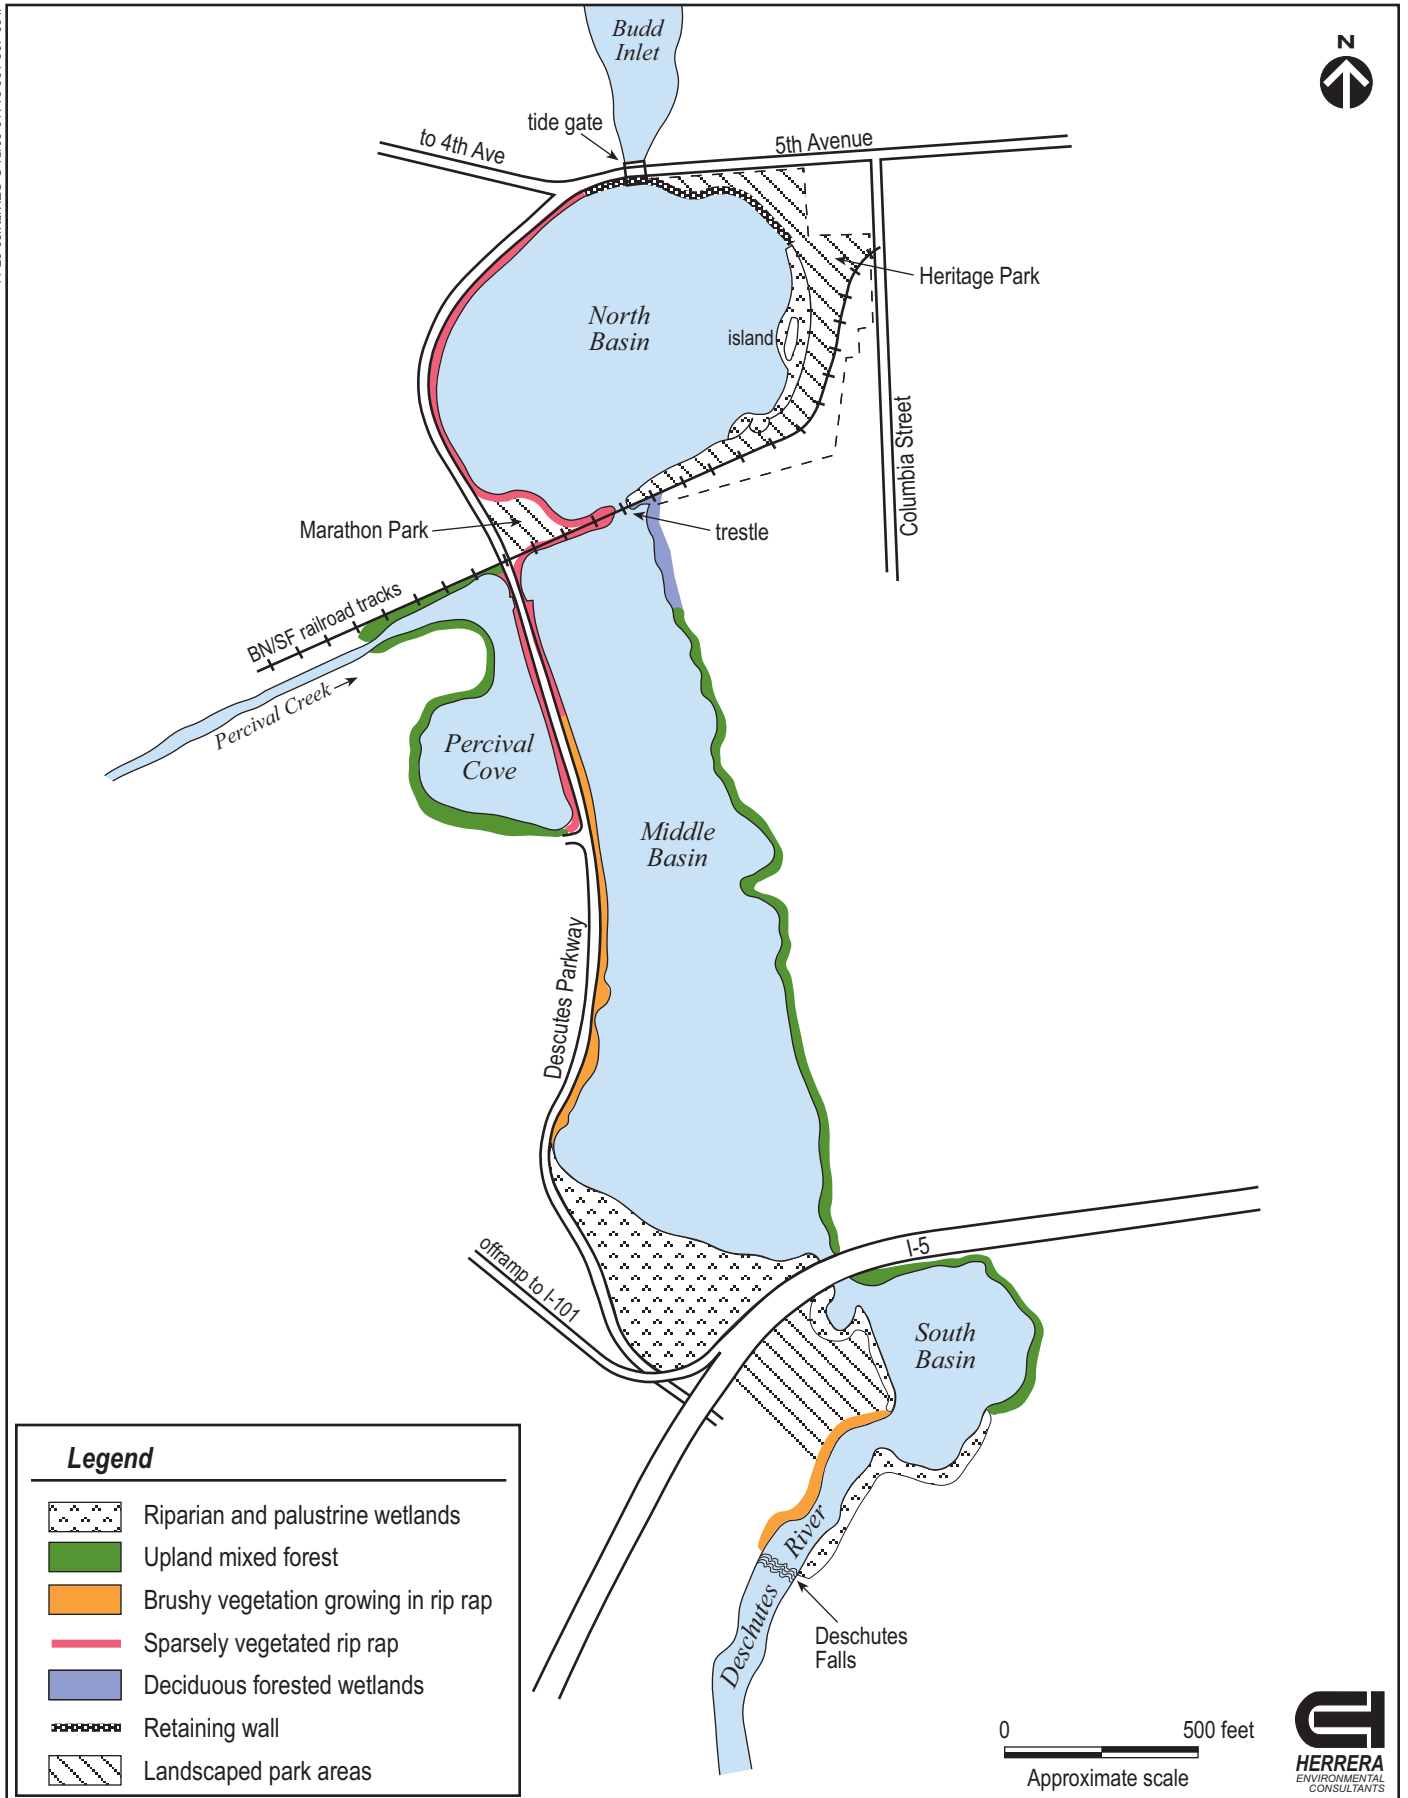 Budd
Inlet
N
tide gate
to 4th Ave
5th Avenue
Heritage Park
North
Basin
island
Columbia Street
Marathon Park
trestle
BN/SF railroad tracks
Percival Creek
Percival
Cove
Middle
Basin
Descutes Parkway
I-5
offramp to I-101
South
Basin
Deschutes River
Deschutes
Falls
Legend
Riparian and palustrine wetlands
Upland mixed forest
Brushy vegetation growing in rip rap
Sparsely vegetated rip rap
Deciduous forested wetlands
Retaining wall
Landscaped park areas
0 500 feet
Approximate scale
HERRERA
ENVIRONMENTAL
CONSULTANTS